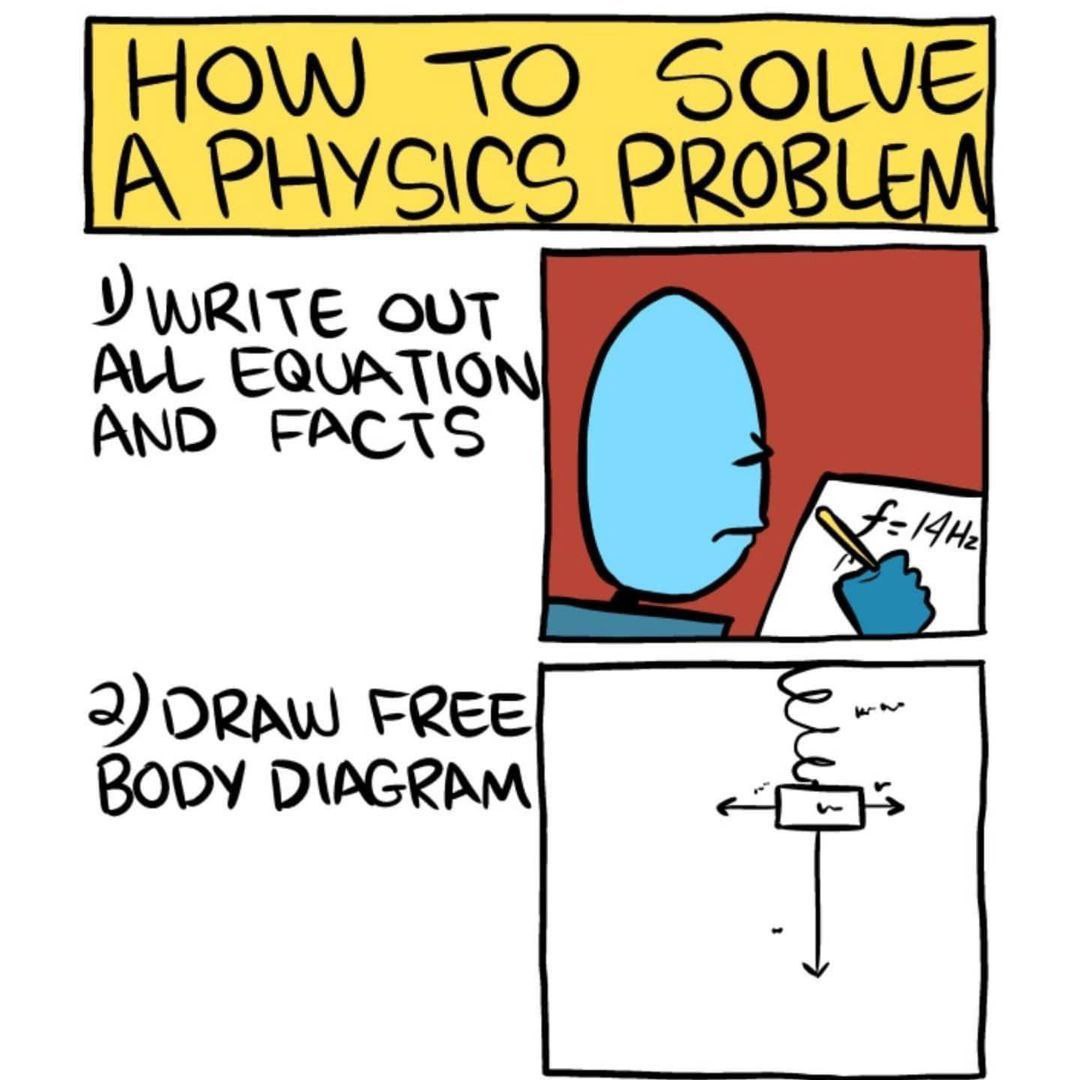 HOW TO SOLVE
A PHYSICS PROBLEM
1) WRITE OUT
ALL EQUATION
AND FACTS
f=14Hz
2) DRAW FREE
BODY DIAGRAM